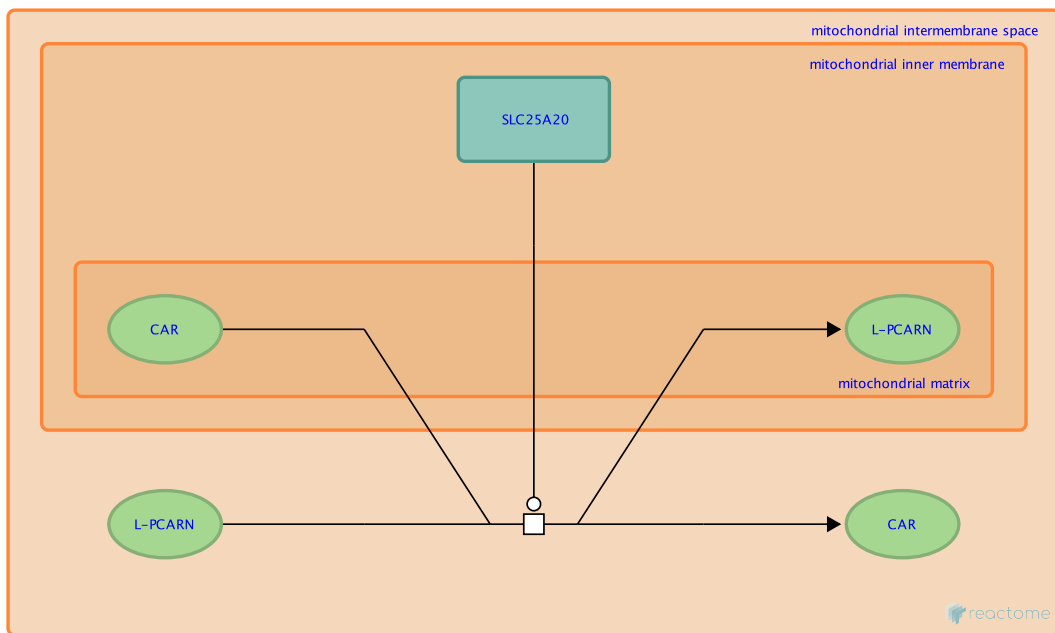 mitochondrial intermembrane space
mitochondrial inner membrane
SLC25A20
CAR
L-PCARN
mitochondrial matrix
L-PCARN
CAR
reactome